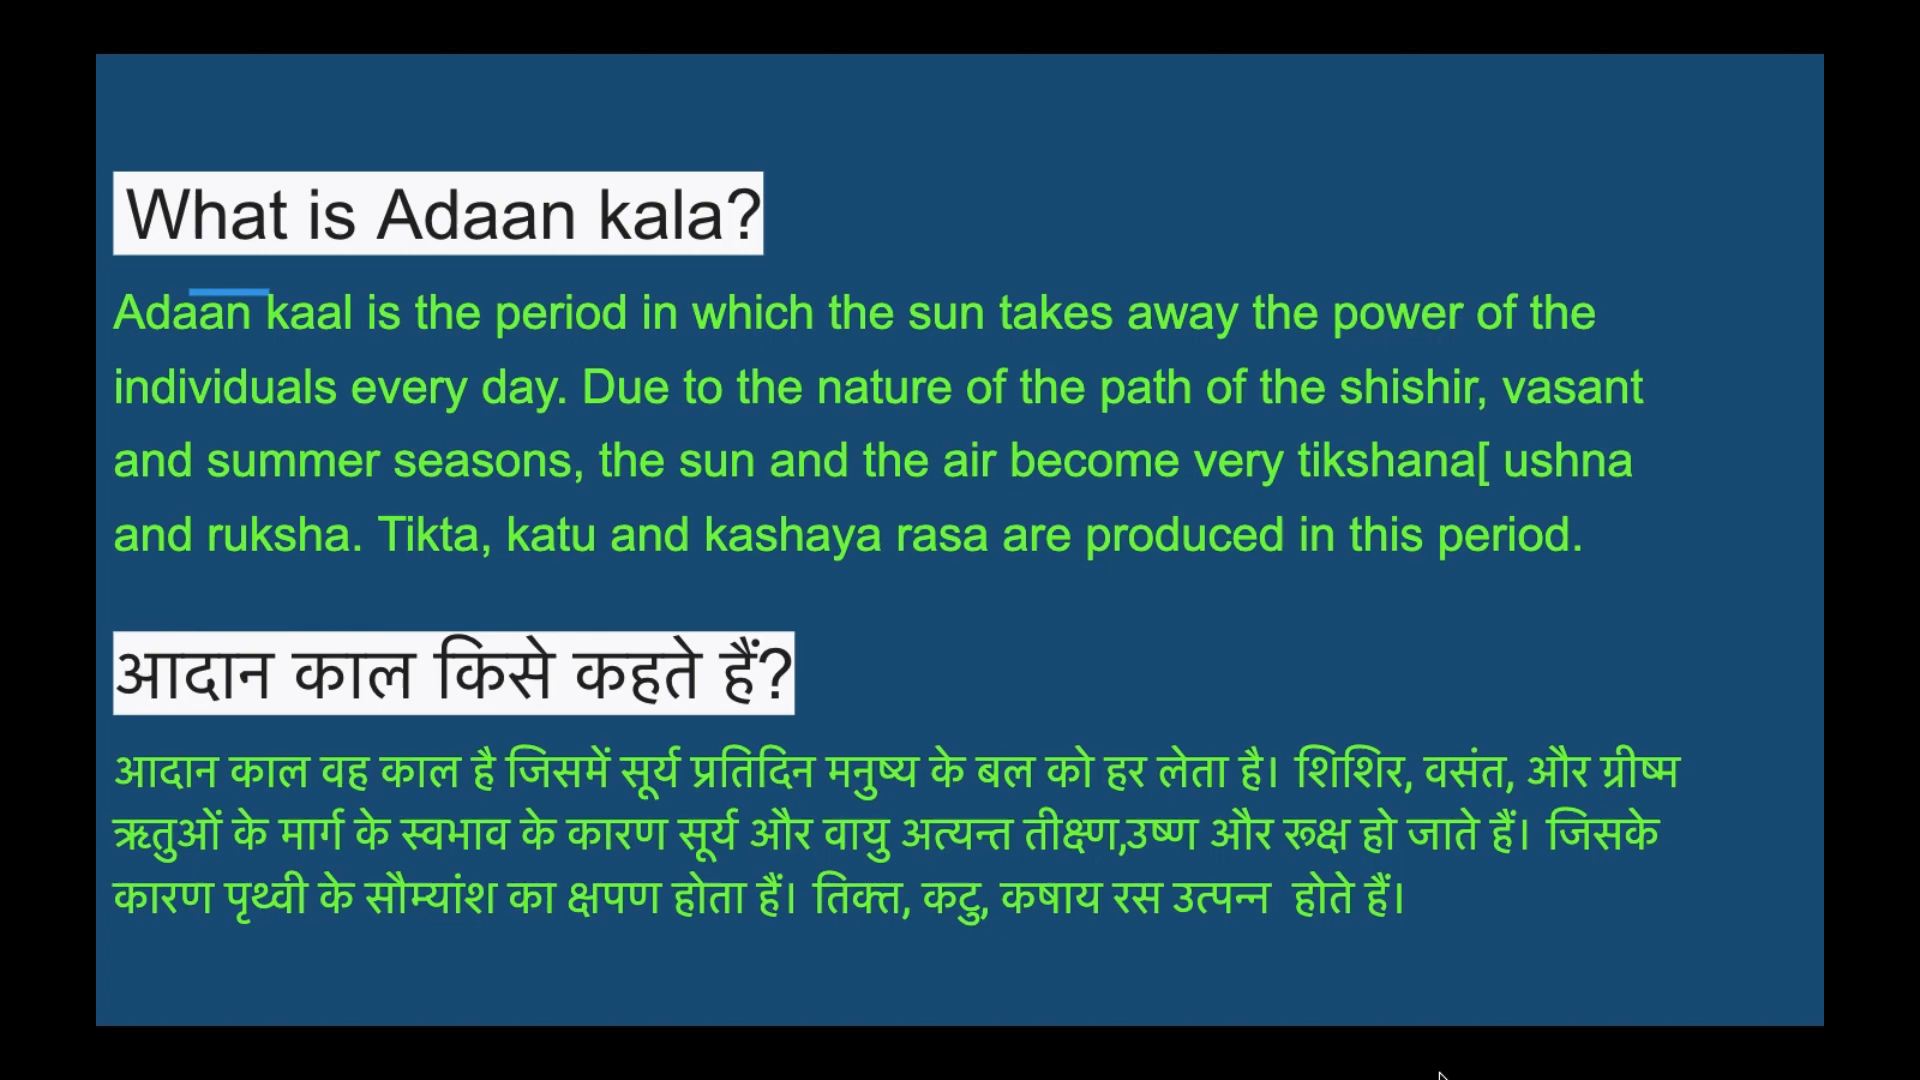 What is Adaan kala?
Adaan kaal is the period in which the sun takes away the power of the
individuals every day. Due to the nature of the path of the shishir, vasant
and summer seasons, the sun and the air become very tikshana[ ushna
and ruksha. Tikta, katu and kashaya rasa are produced in this period.
आदान काल किसे कहते हैं?
आदान काल वह काल है जिसमें सूर्य प्रतिदिन मनुष्य के बल को हर लेता है। शिशिर, वसंत, और ग्रीष्म
ऋतुओं के मार्ग के स्वभाव के कारण सूर्य और वायु अत्यन्त तीक्ष्ण,उष्ण और रूक्ष हो जाते हैं। जिसके
कारण पृथ्वी के सौम्यांश का क्षपण होता हैं। तिक्त, कटु, कषाय रस उत्पन्न होते हैं।